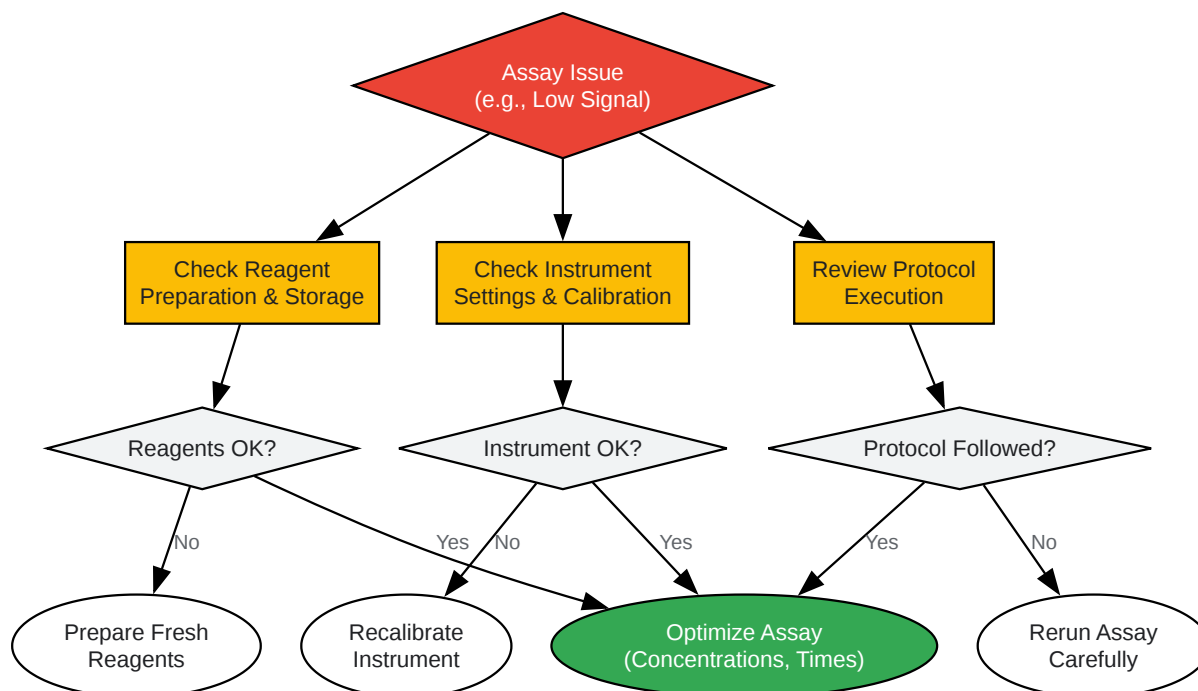 Assay Issue
(e.g., Low Signal)
Check Reagent
Preparation & Storage
Check Instrument
Settings & Calibration
Review Protocol
Execution
Reagents OK?
Instrument OK?
Protocol Followed?
No
Yes
No
Yes
Yes
No
Prepare Fresh
Reagents
Recalibrate
Instrument
Optimize Assay
(Concentrations, Times)
Rerun Assay
Carefully